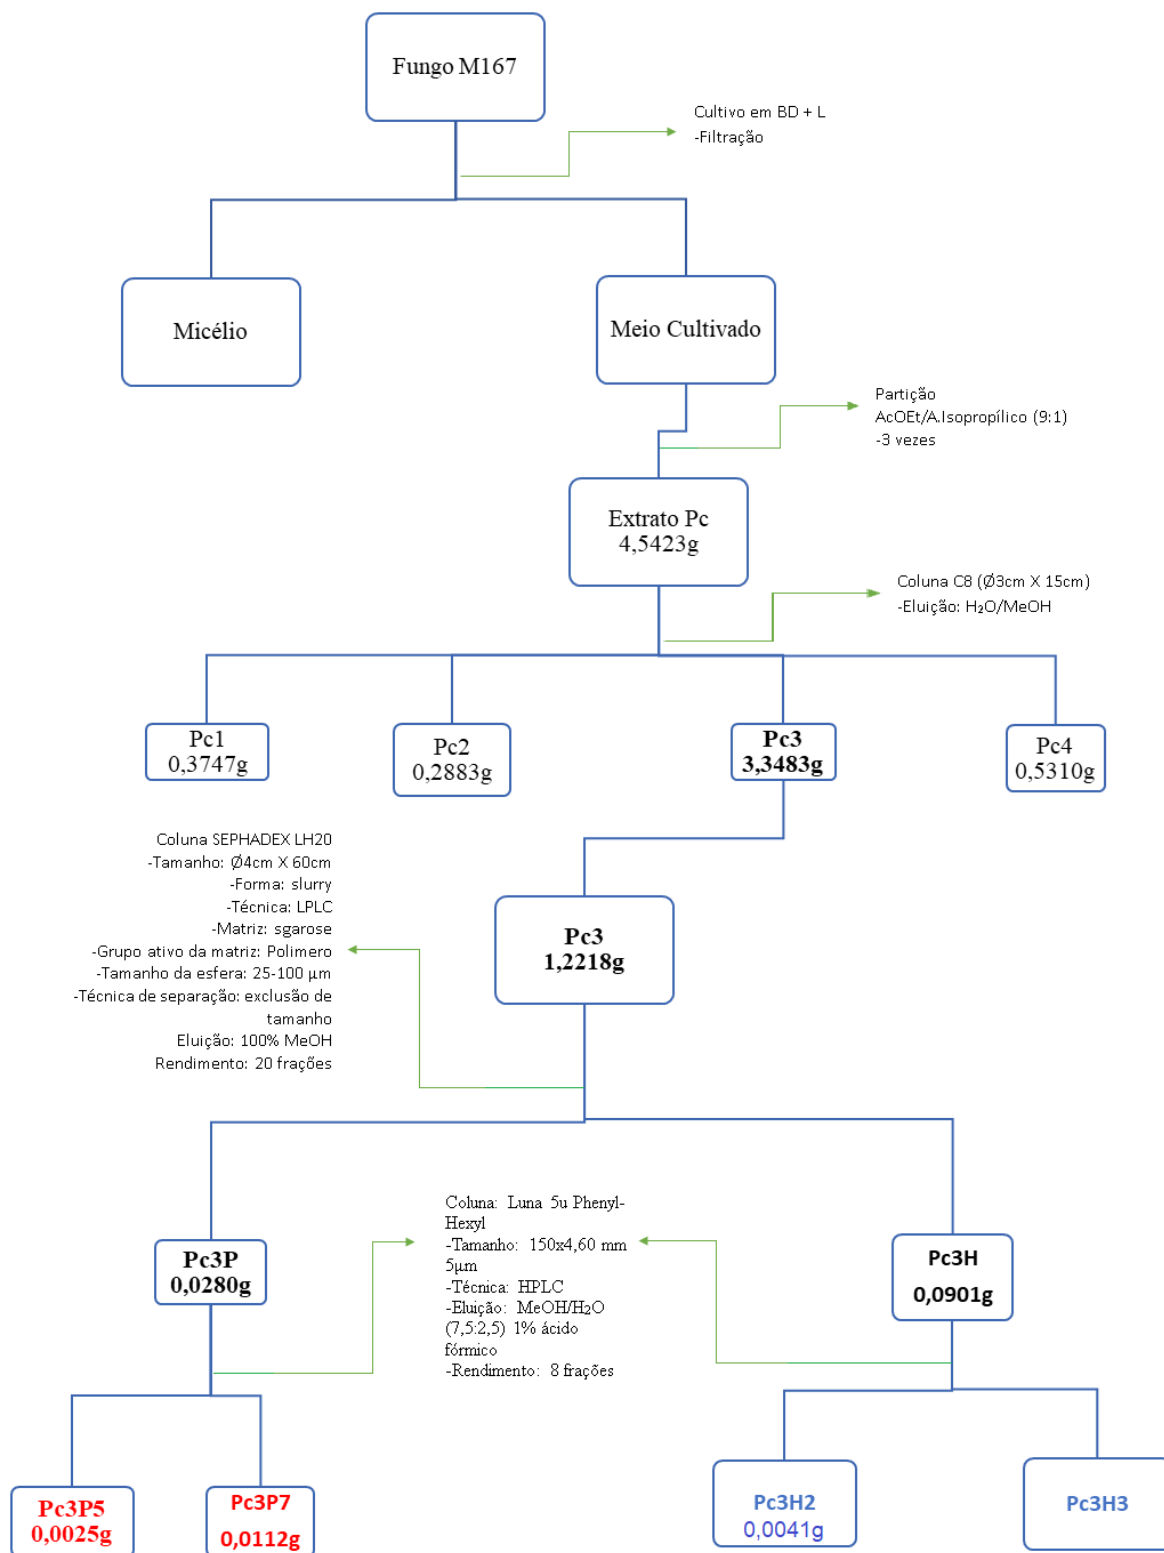 Fungo M167
Cultivo em BD + L
-Filtração
Micélio
Meio Cultivado
Partição
AcOEt/A.Isopropílico (9:1)
-3 vezes
Extrato Pc
4,5423g
Coluna C8 (Ø3cm X 15cm)
-Eluição: H₂O/MeOH
Pc1
0,3747g
Pc2
0,2883g
Pc3
3,3483g
Pc4
0,5310g
Coluna SEPHADEX LH20
-Tamanho: Ø4cm X 60cm
-Forma: slurry
-Técnica: LPLC
-Matriz: sgarose
-Grupo ativo da matriz: Polimero
-Tamanho da esfera: 25-100 µm
-Técnica de separação: exclusão de
tamanho
Eluição: 100% MeOH
Rendimento: 20 frações
Pc3
1,2218g
Coluna: Luna 5u Phenyl-
Hexyl
-Tamanho: 150x4,60 mm
5µm
-Técnica: HPLC
-Eluição: MeOH/H₂O
(7,5:2,5) 1% ácido
fórmico
-Rendimento: 8 frações
Pc3P
0,0280g
Pc3H
0,0901g
Pc3P5
0,0025g
Pc3P7
0,0112g
Pc3H2
0,0041g
Pc3H3